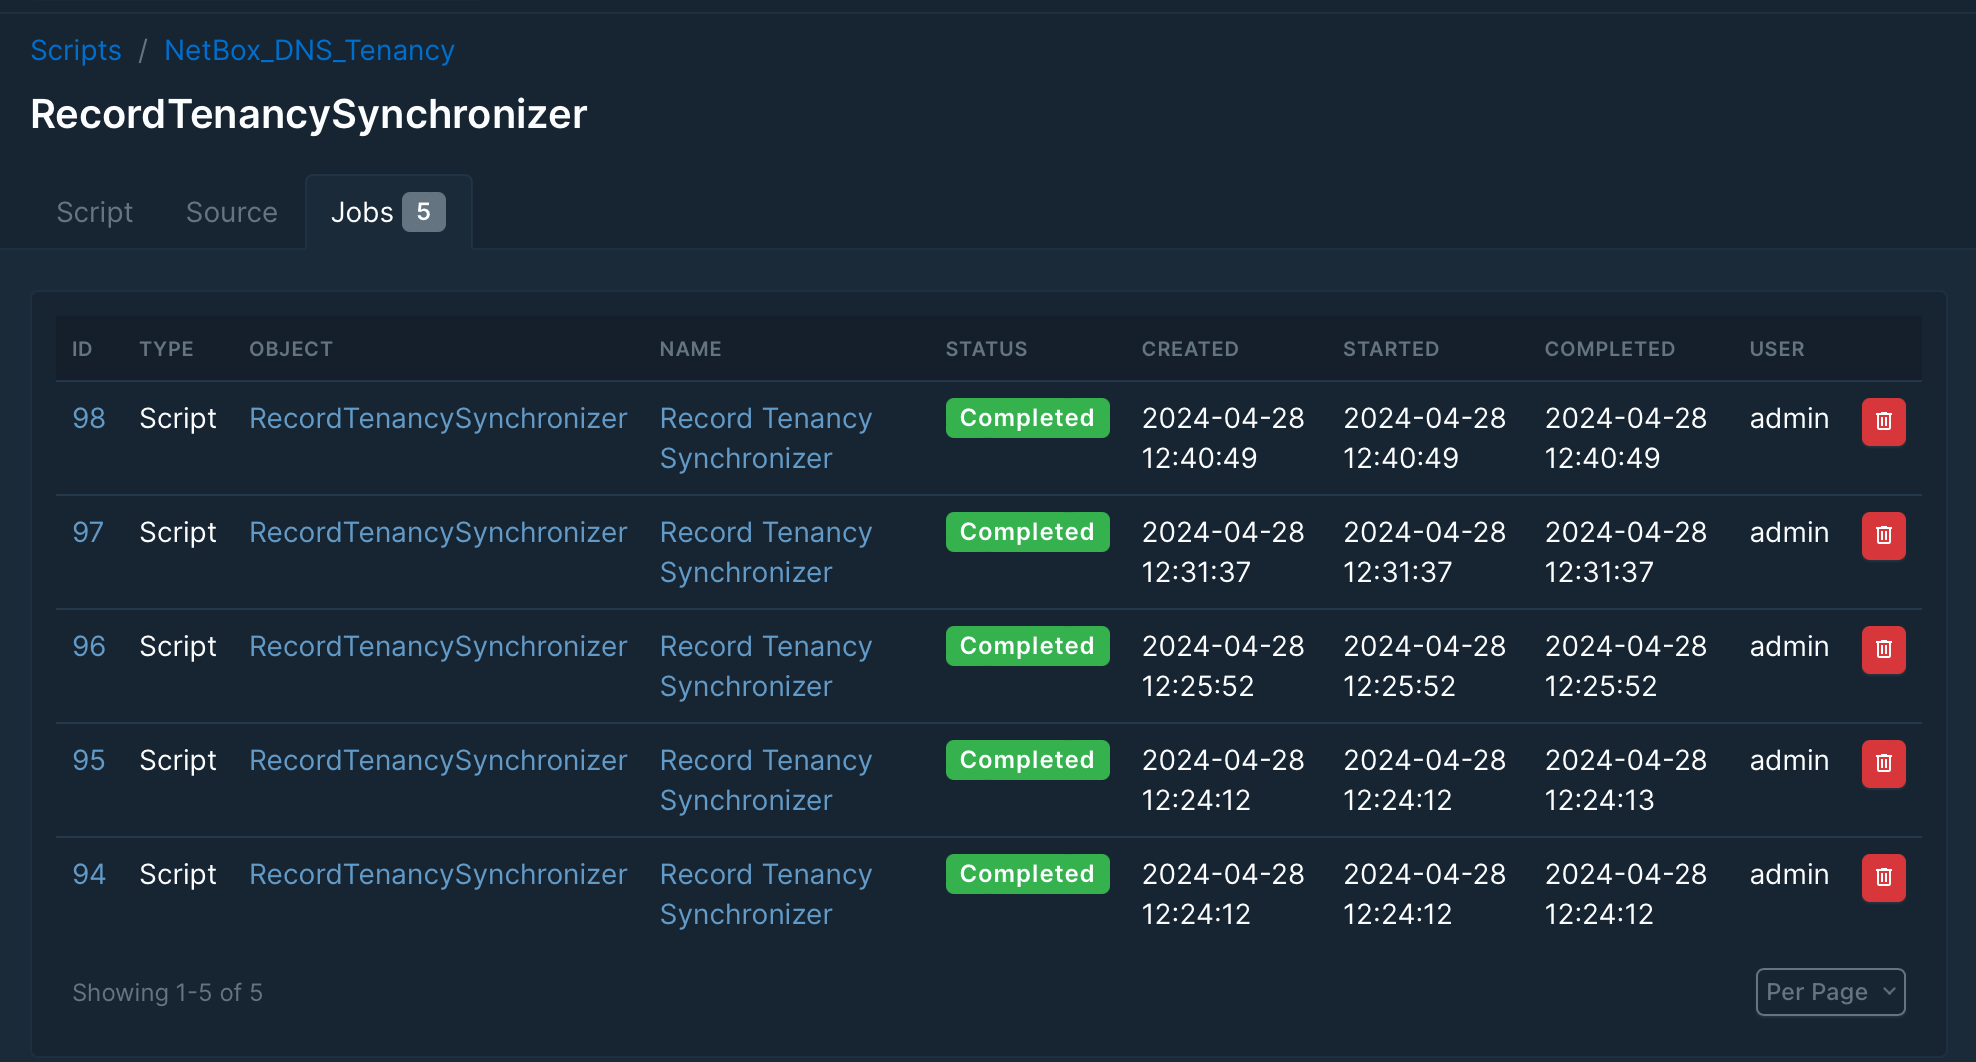 Scripts / NetBox_DNS_Tenancy
RecordTenancySynchronizer
Script Source Jobs 5
ID TYPE OBJECT NAME STATUS CREATED STARTED COMPLETED USER
98 Script RecordTenancySynchronizer Record Tenancy Completed 2024-04-28 2024-04-28 2024-04-28 admin
Synchronizer 12:40:49 12:40:49 12:40:49
97 Script RecordTenancySynchronizer Record Tenancy Completed 2024-04-28 2024-04-28 2024-04-28 admin
Synchronizer 12:31:37 12:31:37 12:31:37
96 Script RecordTenancySynchronizer Record Tenancy Completed 2024-04-28 2024-04-28 2024-04-28 admin
Synchronizer 12:25:52 12:25:52 12:25:52
95 Script RecordTenancySynchronizer Record Tenancy Completed 2024-04-28 2024-04-28 2024-04-28 admin
Synchronizer 12:24:12 12:24:12 12:24:13
94 Script RecordTenancySynchronizer Record Tenancy Completed 2024-04-28 2024-04-28 2024-04-28 admin
Synchronizer 12:24:12 12:24:12 12:24:12
Showing 1-5 of 5 Per Page